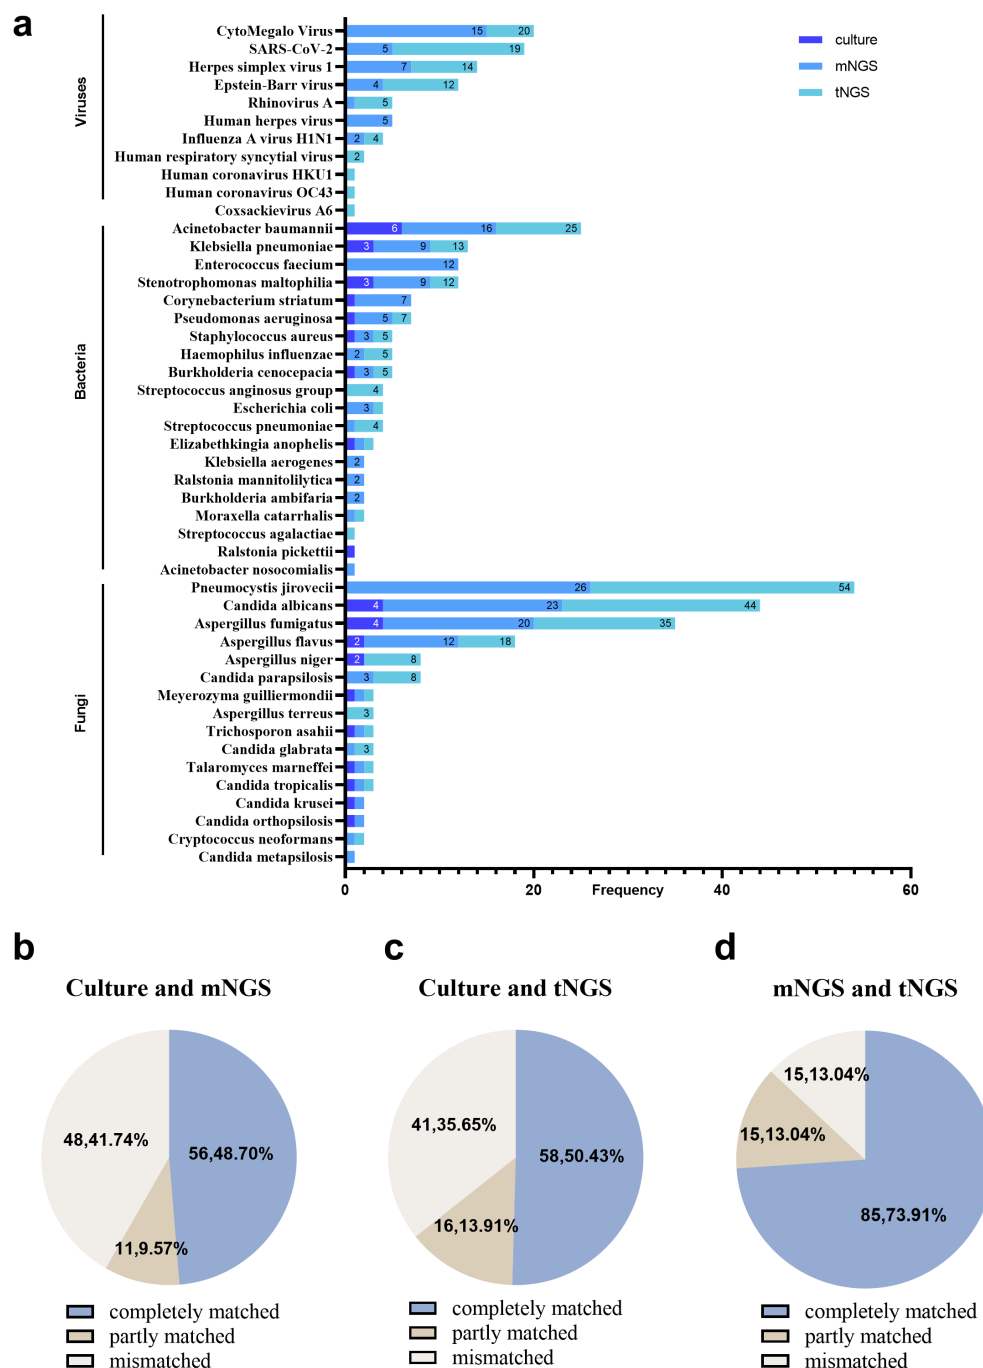 a
culture
mNGS
tNGS
Viruses
CytoMegalo Virus 15 20
SARS-CoV-2 5 19
Herpes simplex virus 1 7 14
Epstein-Barr virus 4 12
Rhinovirus A 5
Human herpes virus 5
Influenza A virus H1N1 2 4
Human respiratory syncytial virus 2
Human coronavirus HKU1
Human coronavirus OC43
Coxsackievirus A6
Bacteria
Acinetobacter baumannii 6 16 25
Klebsiella pneumoniae 3 9 13
Enterococcus faecium 12
Stenotrophomonas maltophilia 3 9 12
Corynebacterium striatum 7
Pseudomonas aeruginosa 5 7
Staphylococcus aureus 3 5
Haemophilus influenzae 2 5
Burkholderia cenocepacia 3 5
Streptococcus anginosus group 4
Escherichia coli 3
Streptococcus pneumoniae 4
Elizabethkingia anophelis
Klebsiella aerogenes 2
Ralstonia mannitolilytica 2
Burkholderia ambifaria 2
Moraxella catarrhalis
Streptococcus agalactiae
Ralstonia pickettii
Acinetobacter nosocomialis
Fungi
Pneumocystis jirovecii 26 54
Candida albicans 4 23 44
Aspergillus fumigatus 4 20 35
Aspergillus flavus 2 12 18
Aspergillus niger 2 8
Candida parapsilosis 3 8
Meyerozyma guilliermondii
Aspergillus terreus 3
Trichosporon asahii
Candida glabrata 3
Talaromyces marneffei
Candida tropicalis
Candida krusei
Candida orthopsilosis
Cryptococcus neoformans
Candida metapsilosis
0 20 40 60
Frequency
b
Culture and mNGS
48,41.74%
56,48.70%
11,9.57%
completely matched
partly matched
mismatched
c
Culture and tNGS
41,35.65%
58,50.43%
16,13.91%
completely matched
partly matched
mismatched
d
mNGS and tNGS
15,13.04%
15,13.04%
85,73.91%
completely matched
partly matched
mismatched